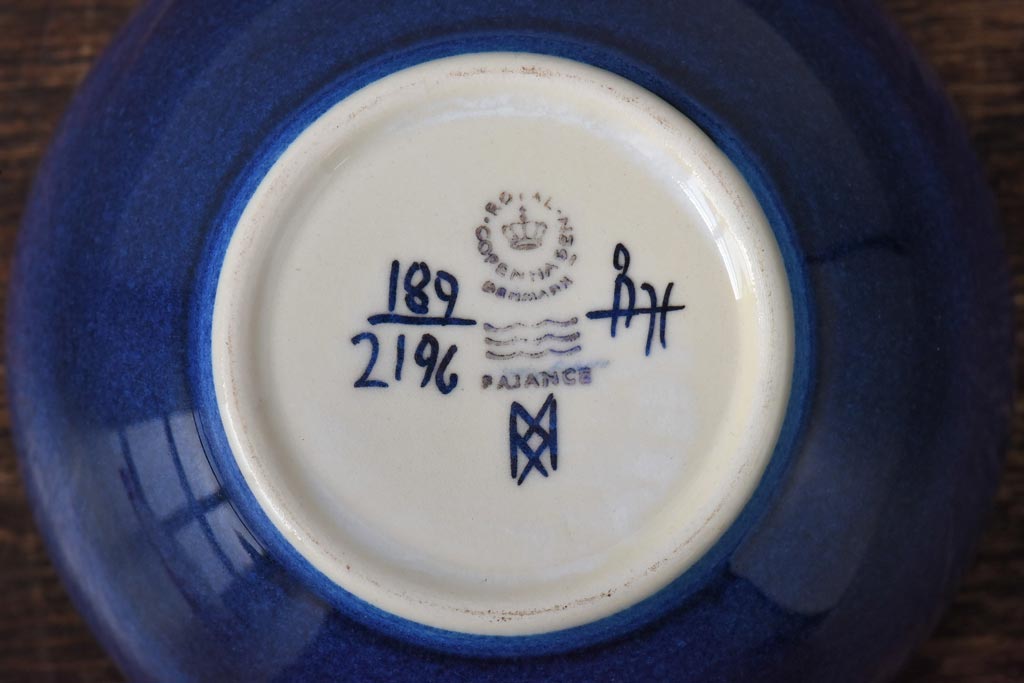 ROYAL COPENHAGEN DENMARK
189
2196
FAJANCE